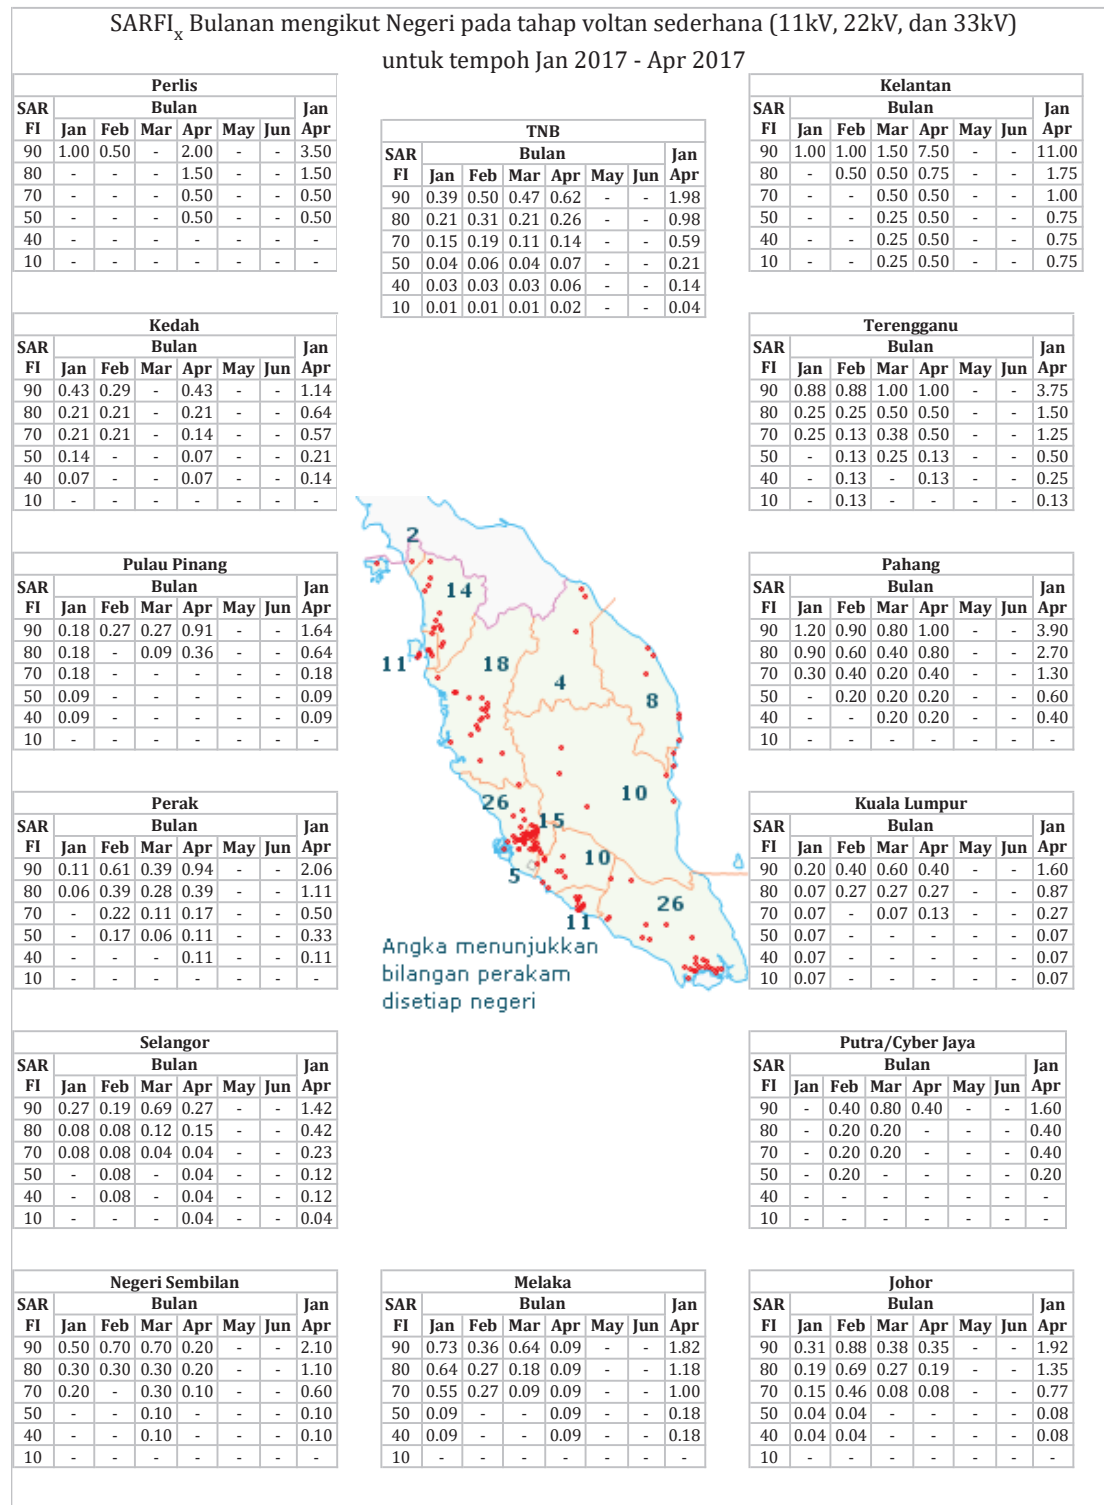 SARFIx Bulanan mengikut Negeri pada tahap voltan sederhana (11kV, 22kV, dan 33kV)
untuk tempoh Jan 2017 - Apr 2017
Perlis
SAR Bulan Jan
FI Jan Feb Mar Apr May Jun Apr
90 1.00 0.50 - 2.00 - - 3.50
80 - - - 1.50 - - 1.50
70 - - - 0.50 - - 0.50
50 - - - 0.50 - - 0.50
40 - - - - - - -
10 - - - - - - -
TNB
SAR Bulan Jan
FI Jan Feb Mar Apr May Jun Apr
90 0.39 0.50 0.47 0.62 - - 1.98
80 0.21 0.31 0.21 0.26 - - 0.98
70 0.15 0.19 0.11 0.14 - - 0.59
50 0.04 0.06 0.04 0.07 - - 0.21
40 0.03 0.03 0.03 0.06 - - 0.14
10 0.01 0.01 0.01 0.02 - - 0.04
Kelantan
SAR Bulan Jan
FI Jan Feb Mar Apr May Jun Apr
90 1.00 1.00 1.50 7.50 - - 11.00
80 - 0.50 0.50 0.75 - - 1.75
70 - - 0.50 0.50 - - 1.00
50 - - 0.25 0.50 - - 0.75
40 - - 0.25 0.50 - - 0.75
10 - - 0.25 0.50 - - 0.75
Kedah
SAR Bulan Jan
FI Jan Feb Mar Apr May Jun Apr
90 0.43 0.29 - 0.43 - - 1.14
80 0.21 0.21 - 0.21 - - 0.64
70 0.21 0.21 - 0.14 - - 0.57
50 0.14 - - 0.07 - - 0.21
40 0.07 - - 0.07 - - 0.14
10 - - - - - - -
Terengganu
SAR Bulan Jan
FI Jan Feb Mar Apr May Jun Apr
90 0.88 0.88 1.00 1.00 - - 3.75
80 0.25 0.25 0.50 0.50 - - 1.50
70 0.25 0.13 0.38 0.50 - - 1.25
50 - 0.13 0.25 0.13 - - 0.50
40 - 0.13 - 0.13 - - 0.25
10 - 0.13 - - - - 0.13
Pulau Pinang
SAR Bulan Jan
FI Jan Feb Mar Apr May Jun Apr
90 0.18 0.27 0.27 0.91 - - 1.64
80 0.18 - 0.09 0.36 - - 0.64
70 0.18 - - - - - 0.18
50 0.09 - - - - - 0.09
40 0.09 - - - - - 0.09
10 - - - - - - -
2
14
11
18
4
8
26
15
10
10
5
26
11
Angka menunjukkan
bilangan perakam
disetiap negeri
Pahang
SAR Bulan Jan
FI Jan Feb Mar Apr May Jun Apr
90 1.20 0.90 0.80 1.00 - - 3.90
80 0.90 0.60 0.40 0.80 - - 2.70
70 0.30 0.40 0.20 0.40 - - 1.30
50 - 0.20 0.20 0.20 - - 0.60
40 - - 0.20 0.20 - - 0.40
10 - - - - - - -
Perak
SAR Bulan Jan
FI Jan Feb Mar Apr May Jun Apr
90 0.11 0.61 0.39 0.94 - - 2.06
80 0.06 0.39 0.28 0.39 - - 1.11
70 - 0.22 0.11 0.17 - - 0.50
50 - 0.17 0.06 0.11 - - 0.33
40 - - - 0.11 - - 0.11
10 - - - - - - -
Kuala Lumpur
SAR Bulan Jan
FI Jan Feb Mar Apr May Jun Apr
90 0.20 0.40 0.60 0.40 - - 1.60
80 0.07 0.27 0.27 0.27 - - 0.87
70 0.07 - 0.07 0.13 - - 0.27
50 0.07 - - - - - 0.07
40 0.07 - - - - - 0.07
10 0.07 - - - - - 0.07
Selangor
SAR Bulan Jan
FI Jan Feb Mar Apr May Jun Apr
90 0.27 0.19 0.69 0.27 - - 1.42
80 0.08 0.08 0.12 0.15 - - 0.42
70 0.08 0.08 0.04 0.04 - - 0.23
50 - 0.08 - 0.04 - - 0.12
40 - 0.08 - 0.04 - - 0.12
10 - - - 0.04 - - 0.04
Putra/Cyber Jaya
SAR Bulan Jan
FI Jan Feb Mar Apr May Jun Apr
90 - 0.40 0.80 0.40 - - 1.60
80 - 0.20 0.20 - - - 0.40
70 - 0.20 0.20 - - - 0.40
50 - 0.20 - - - - 0.20
40 - - - - - - -
10 - - - - - - -
Negeri Sembilan
SAR Bulan Jan
FI Jan Feb Mar Apr May Jun Apr
90 0.50 0.70 0.70 0.20 - - 2.10
80 0.30 0.30 0.30 0.20 - - 1.10
70 0.20 - 0.30 0.10 - - 0.60
50 - - 0.10 - - - 0.10
40 - - 0.10 - - - 0.10
10 - - - - - - -
Melaka
SAR Bulan Jan
FI Jan Feb Mar Apr May Jun Apr
90 0.73 0.36 0.64 0.09 - - 1.82
80 0.64 0.27 0.18 0.09 - - 1.18
70 0.55 0.27 0.09 0.09 - - 1.00
50 0.09 - - 0.09 - - 0.18
40 0.09 - - 0.09 - - 0.18
10 - - - - - - -
Johor
SAR Bulan Jan
FI Jan Feb Mar Apr May Jun Apr
90 0.31 0.88 0.38 0.35 - - 1.92
80 0.19 0.69 0.27 0.19 - - 1.35
70 0.15 0.46 0.08 0.08 - - 0.77
50 0.04 0.04 - - - - 0.08
40 0.04 0.04 - - - - 0.08
10 - - - - - - -